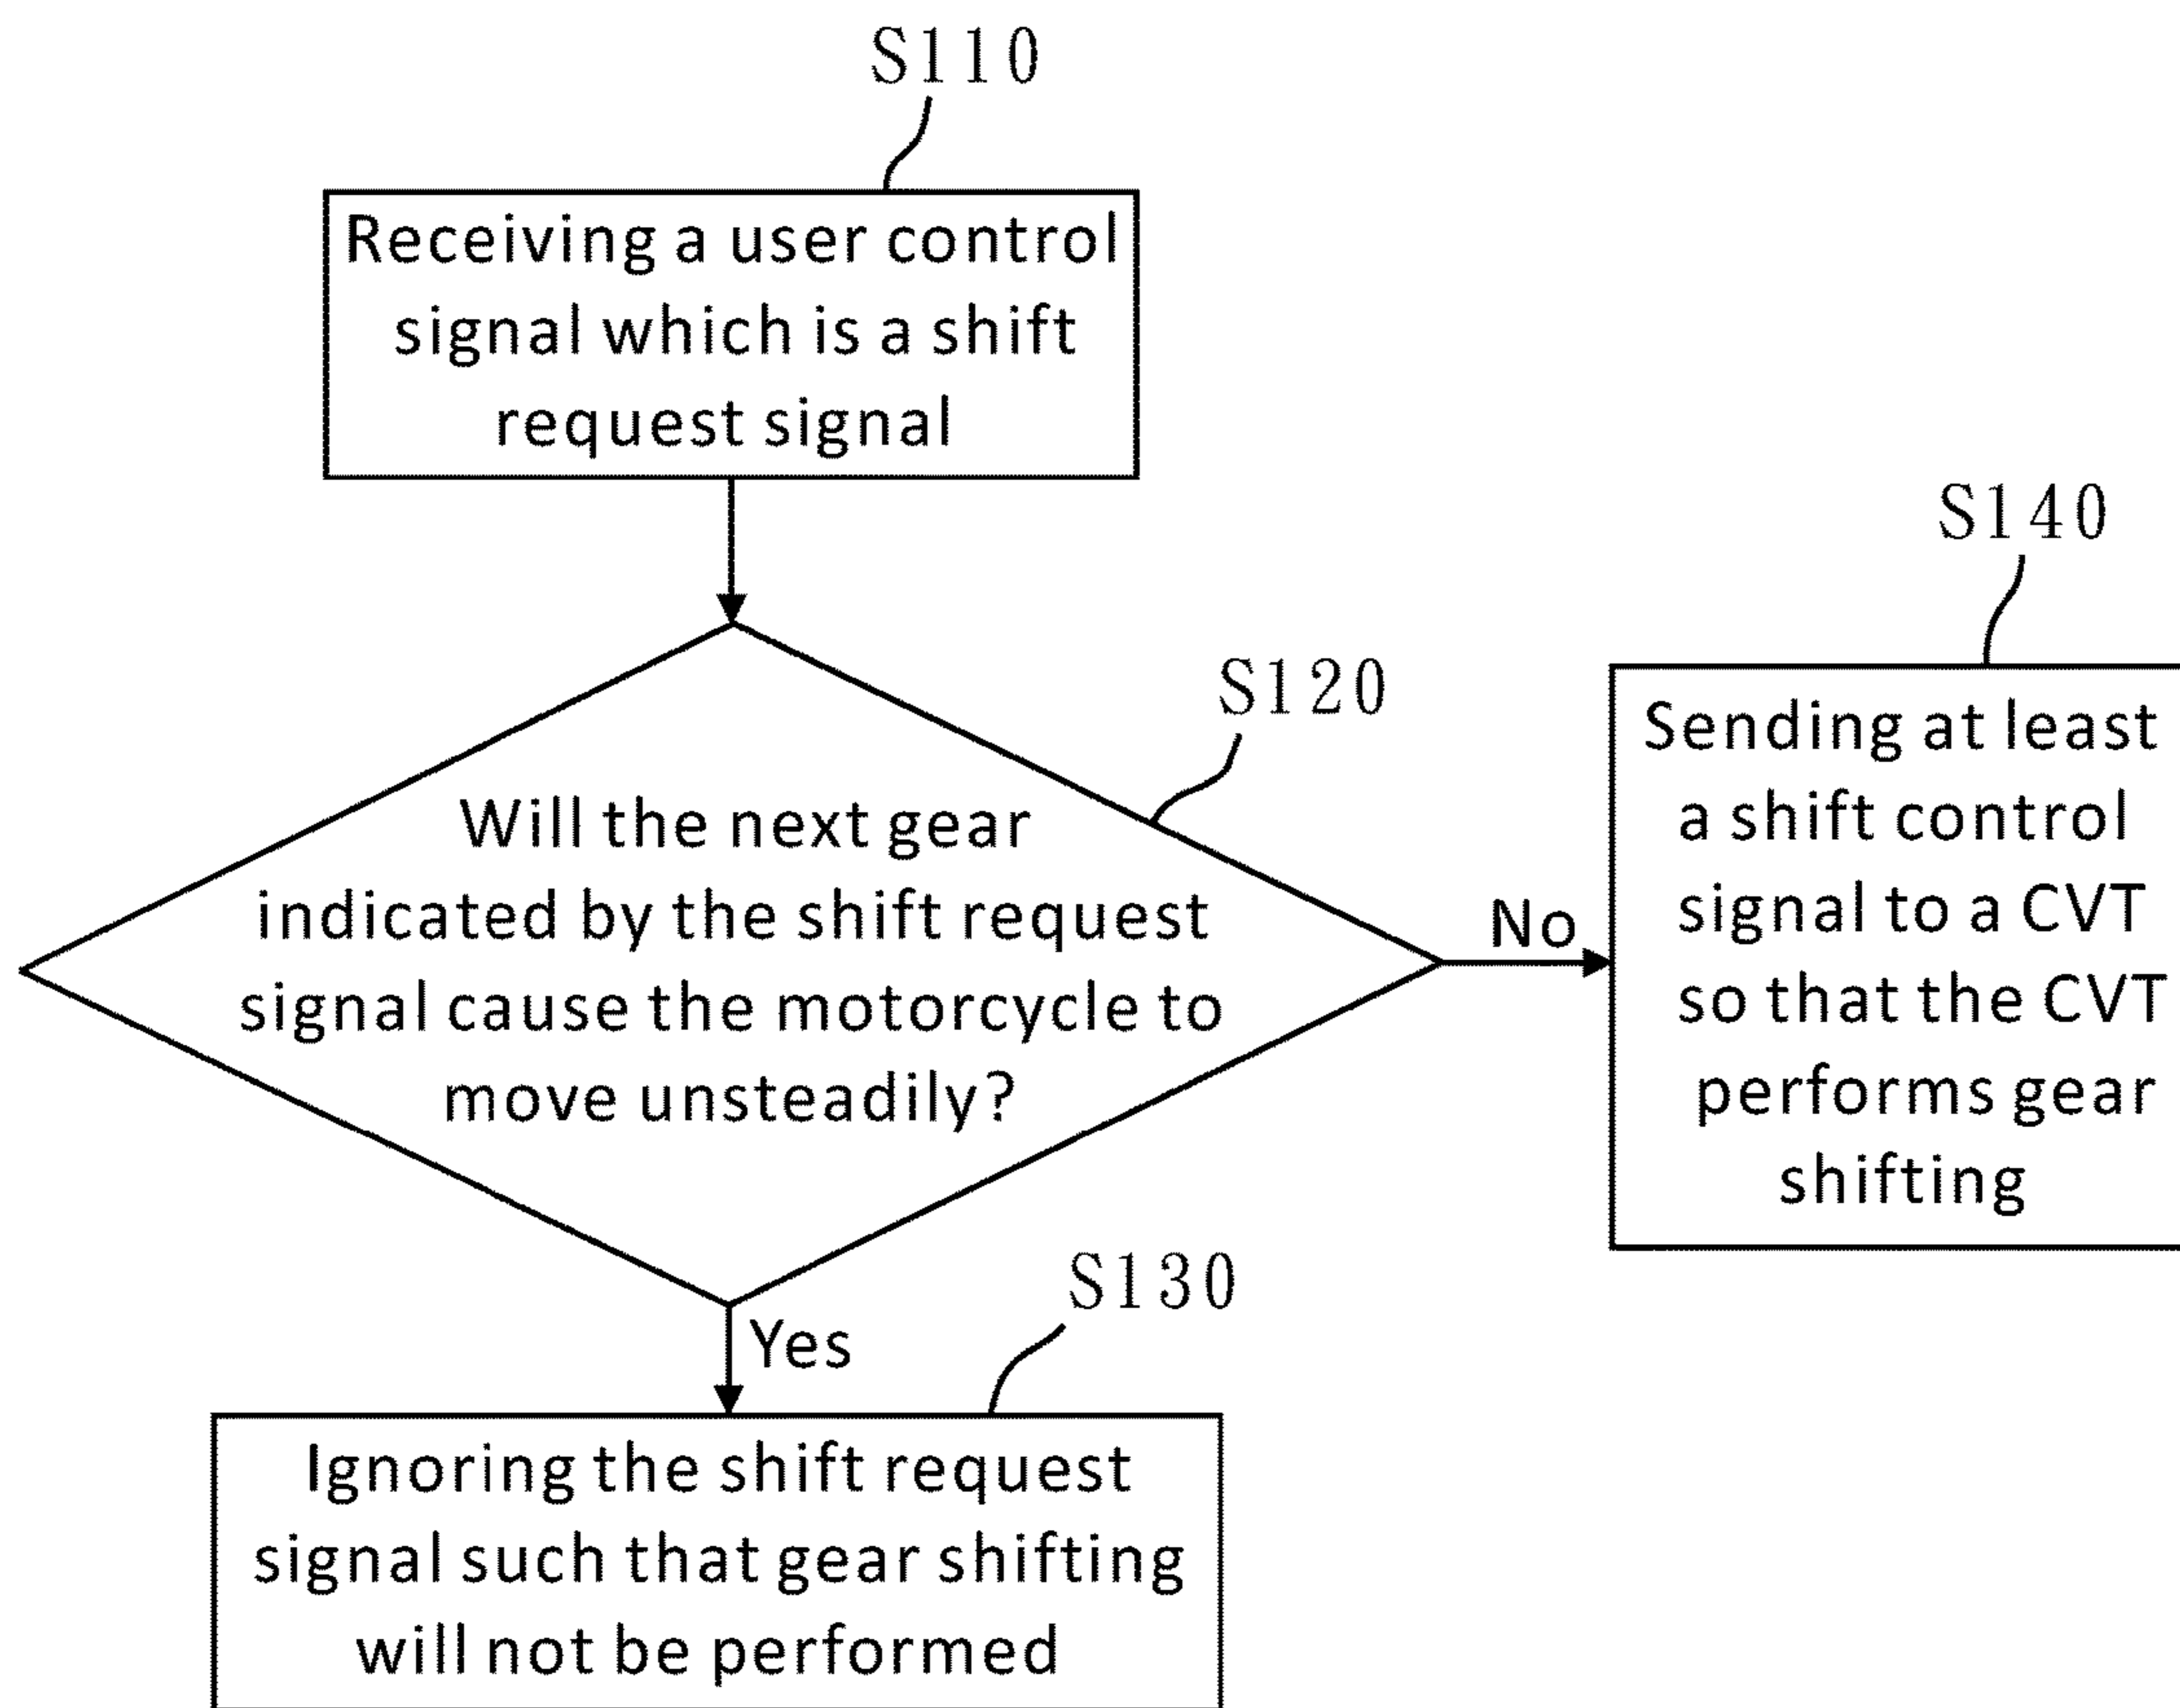 S110
Receiving a user control
signal which is a shift
request signal
S120
Will the next gear
indicated by the shift request
signal cause the motorcycle to
move unsteadily?
No
S140
Sending at least
a shift control
signal to a CVT
so that the CVT
performs gear
shifting
Yes
S130
Ignoring the shift request
signal such that gear shifting
will not be performed